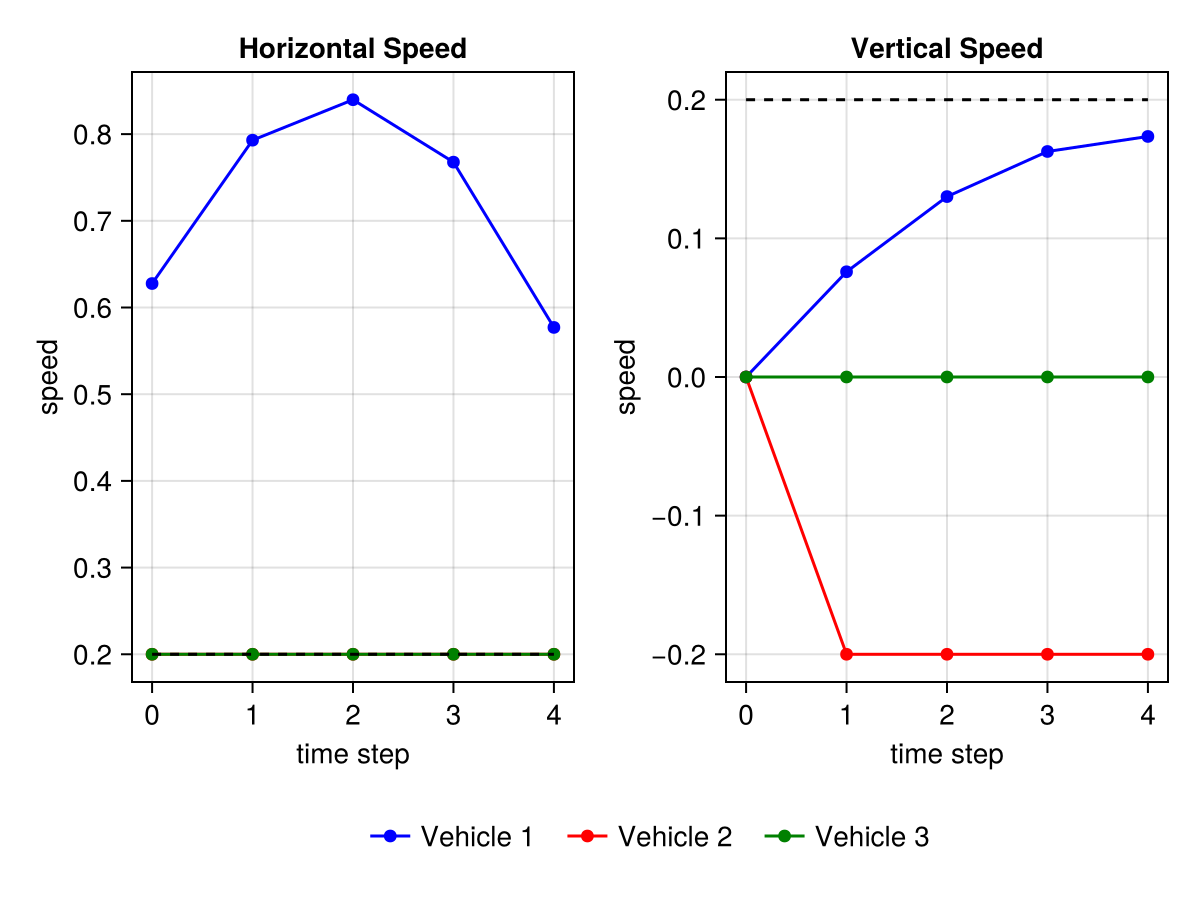 Horizontal Speed
0.8
0.7
0.6
0.5
0.4
0.3
0.2
speed
0 1 2 3 4
time step
Vertical Speed
0.2
0.1
0.0
−0.1
−0.2
speed
0 1 2 3 4
time step
Vehicle 1 Vehicle 2 Vehicle 3